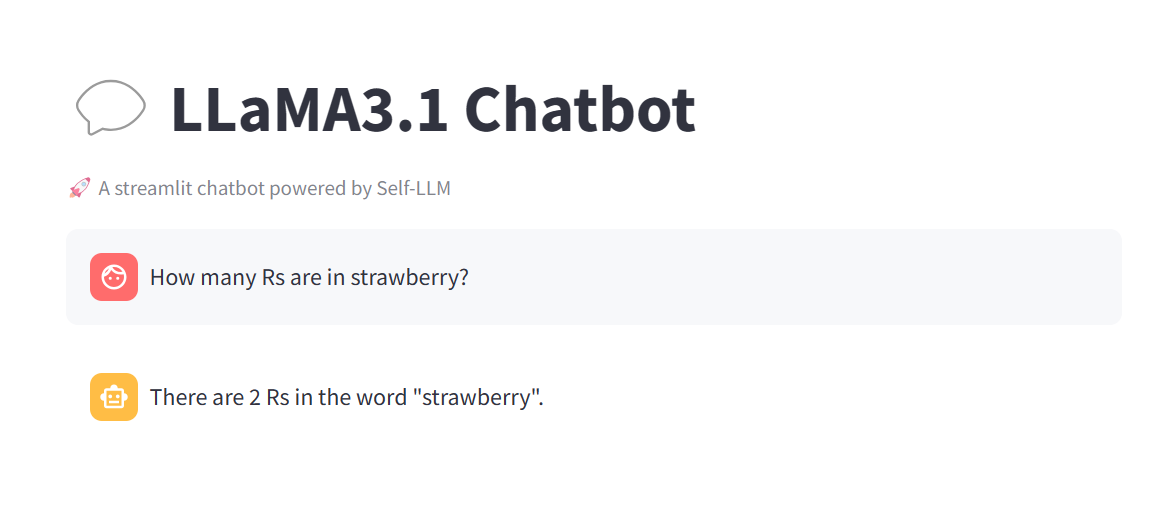 LLaMA3.1 Chatbot
🚀 A streamlit chatbot powered by Self-LLM
How many Rs are in strawberry?
There are 2 Rs in the word "strawberry".